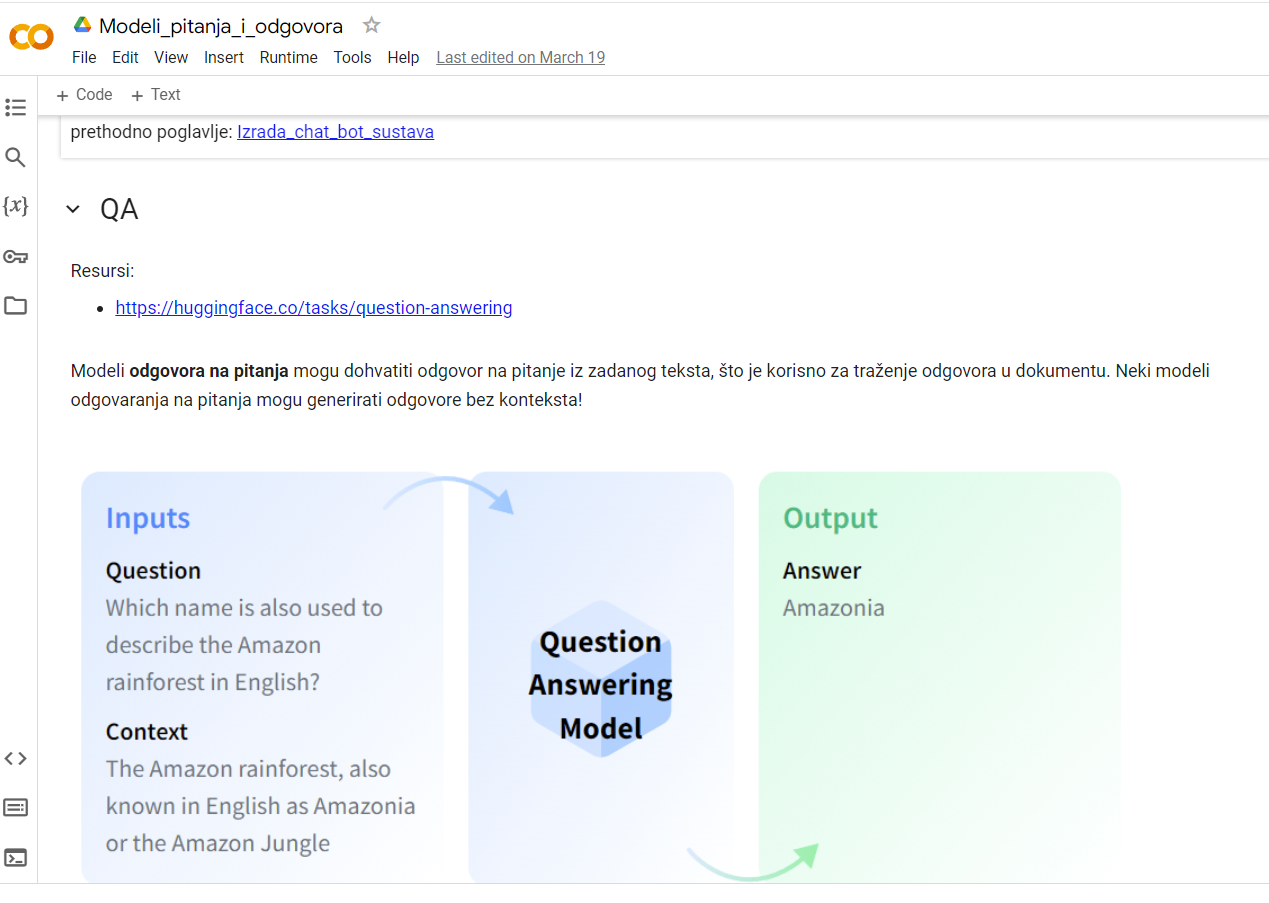 Modeli_pitanja_i_odgovora
File Edit View Insert Runtime Tools Help Last edited on March 19
+ Code + Text
prethodno poglavlje: Izrada_chat_bot_sustava
{x}
QA
Resursi:
https://huggingface.co/tasks/question-answering
Modeli odgovora na pitanja mogu dohvatiti odgovor na pitanje iz zadanog teksta, što je korisno za traženje odgovora u dokumentu. Neki modeli
odgovaranja na pitanja mogu generirati odgovore bez konteksta!
Inputs
Question
Which name is also used to
describe the Amazon
rainforest in English?
Context
The Amazon rainforest, also
known in English as Amazonia
or the Amazon Jungle
Question
Answering
Model
Output
Answer
Amazonia